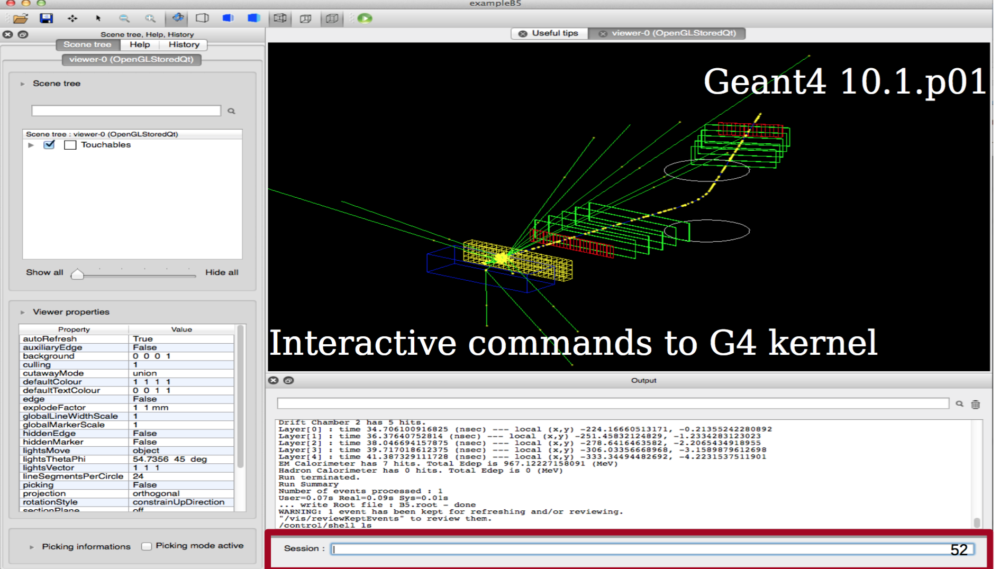 exampleB5
Scene tree, Help, History
Scene tree Help History
viewer-0 (OpenGLStoredQt)
Scene tree
Scene tree : viewer-0 (OpenGLStoredQt)
Touchables
Show all Hide all
Viewer properties
Property Value
autoRefresh True
auxiliaryEdge False
background 0 0 0 1
culling 1
cutawayMode union
defaultColour 1 1 1 1
defaultTextColour 0 0 1 1
edge False
explodeFactor 1 1 mm
globalLineWidthScale 1
globalMarkerScale 1
hiddenEdge False
hiddenMarker False
lightsMove object
lightsThetaPhi 54.7356 45 deg
lightsVector 1 1 1
lineSegmentsPerCircle 24
picking False
projection orthogonal
rotationStyle constrainUpDirection
sectionPlane off
Picking informations Picking mode active
Useful tips viewer-0 (OpenGLStoredQt)
Geant4 10.1.p01
Interactive commands to G4 kernel
Output
Drift Chamber 2 has 5 hits.
Layer[0] : time 34.706100916825 (nsec) --- local (x,y) -224.16660513171, -0.21355242280892
Layer[1] : time 36.37640752814 (nsec) --- local (x,y) -251.45832124829, -1.2334283123023
Layer[2] : time 38.046694157875 (nsec) --- local (x,y) -278.6416463582, -2.2065434918955
Layer[3] : time 39.717018612375 (nsec) --- local (x,y) -306.03356668968, -3.1589879612698
Layer[4] : time 41.387329111728 (nsec) --- local (x,y) -333.34494482692, -4.2231537511901
EM Calorimeter has 7 hits. Total Edep is 967.12227158091 (MeV)
Hadron Calorimeter has 0 hits. Total Edep is 0 (MeV)
Run terminated.
Run Summary
Number of events processed : 1
User=0.07s Real=0.09s Sys=0.01s
... write Root file : B5.root - done
WARNING: 1 event has been kept for refreshing and/or reviewing.
"/vis/reviewKeptEvents" to review them.
/control/shell ls
Session :
52